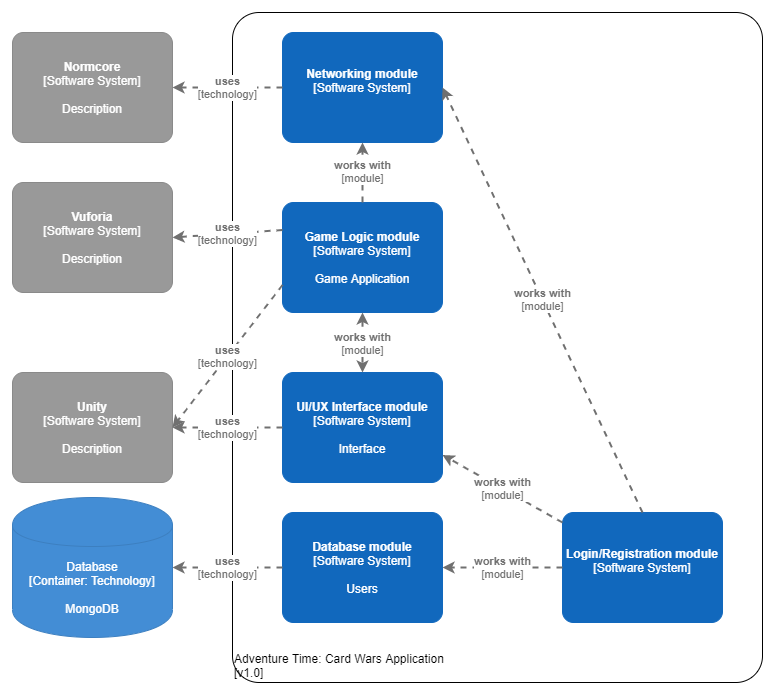 Normcore
[Software System]
Description
uses
[technology]
Networking module
[Software System]
works with
[module]
Vuforia
[Software System]
Description
uses
[technology]
Game Logic module
[Software System]
Game Application
works with
[module]
works with
[module]
uses
[technology]
Unity
[Software System]
Description
uses
[technology]
UI/UX Interface module
[Software System]
Interface
works with
[module]
Database
[Container: Technology]
MongoDB
uses
[technology]
Database module
[Software System]
Users
works with
[module]
Login/Registration module
[Software System]
Adventure Time: Card Wars Application
[v1.0]